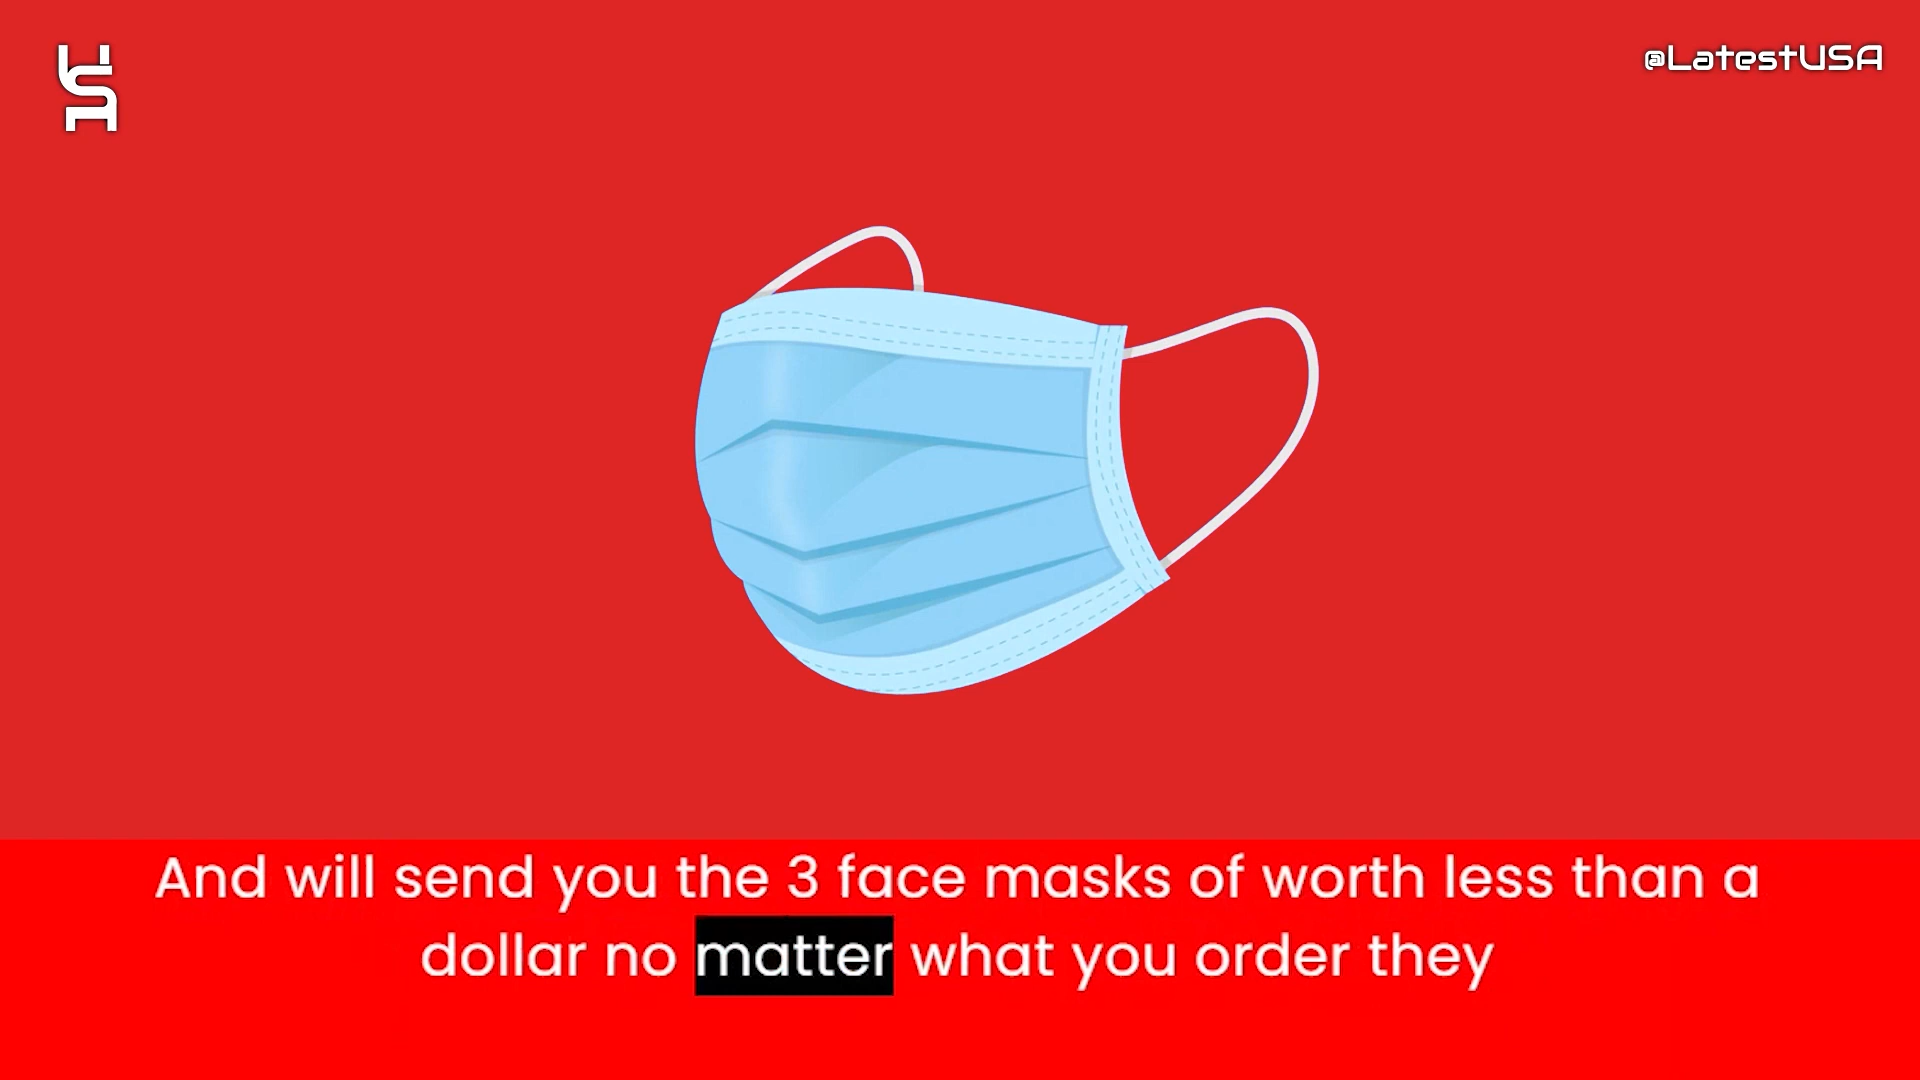 USA
@LatestUSA
And will send you the 3 face masks of worth less than a
dollar no matter what you order they